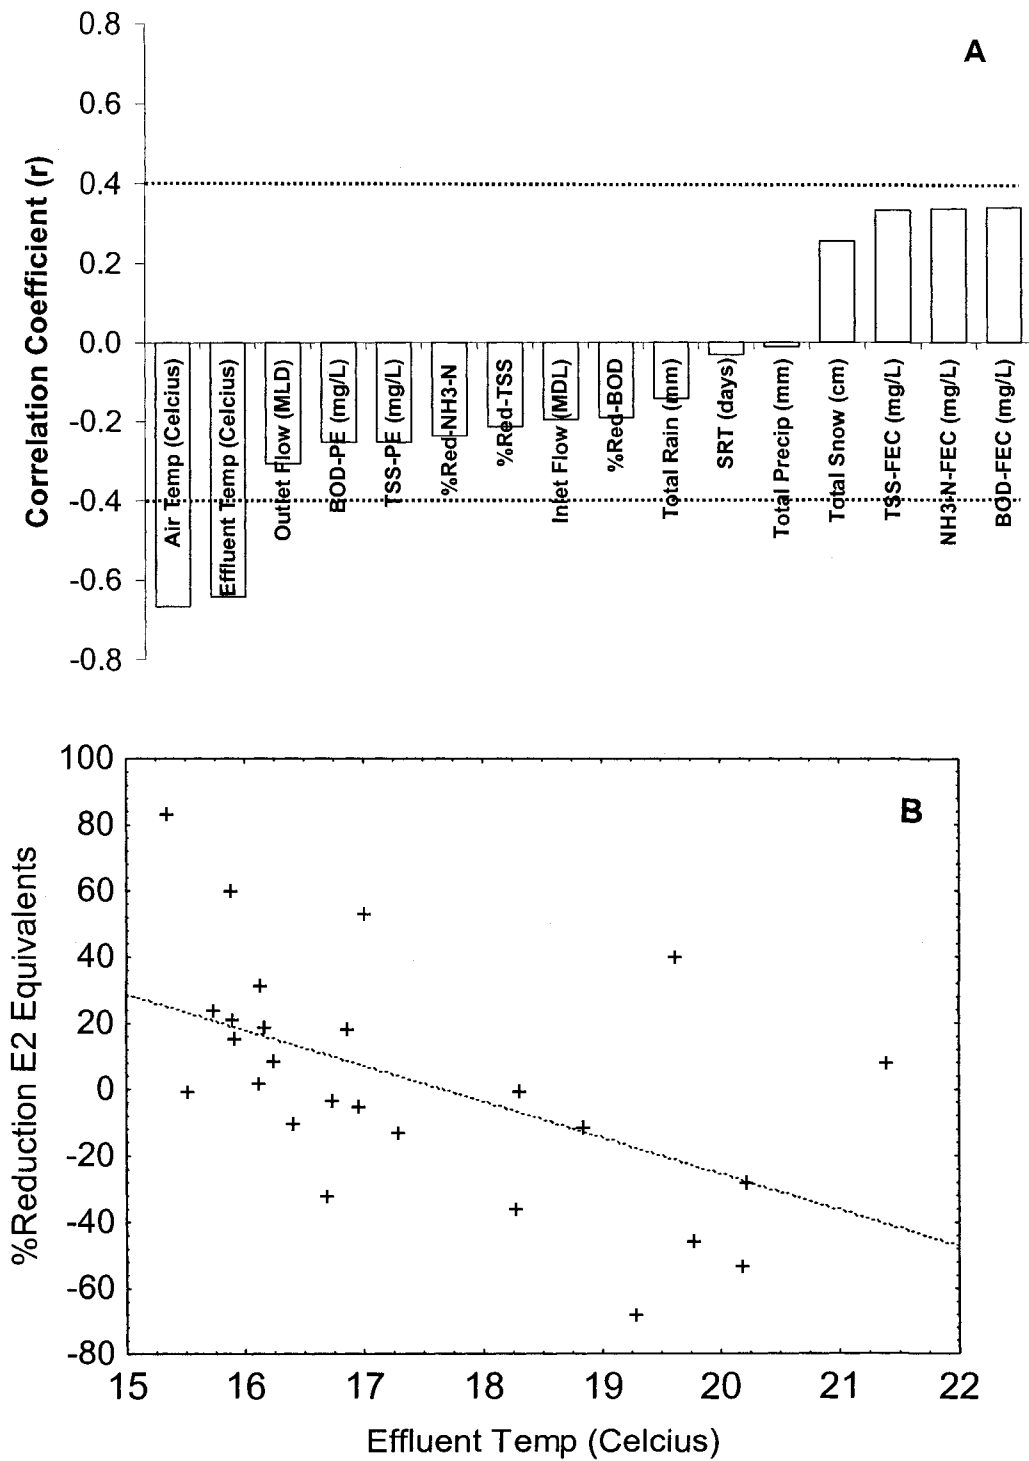 A
Correlation Coefficient (r)
0.8
0.6
0.4
0.2
0.0
-0.2
-0.4
-0.6
-0.8
Air Temp (Celcius)
Effluent Temp (Celcius)
Outlet Flow (MLD)
BOD-PE (mg/L)
TSS-PE (mg/L)
%Red-NH3-N
%Red-TSS
Inlet Flow (MDL)
%Red-BOD
Total Rain (mm)
SRT (days)
Total Precip (mm)
Total Snow (cm)
TSS-FEC (mg/L)
NH3-N-FEC (mg/L)
BOD-FEC (mg/L)
B
%Reduction E2 Equivalents
100
80
60
40
20
0
-20
-40
-60
-80
15 16 17 18 19 20 21 22
Effluent Temp (Celcius)